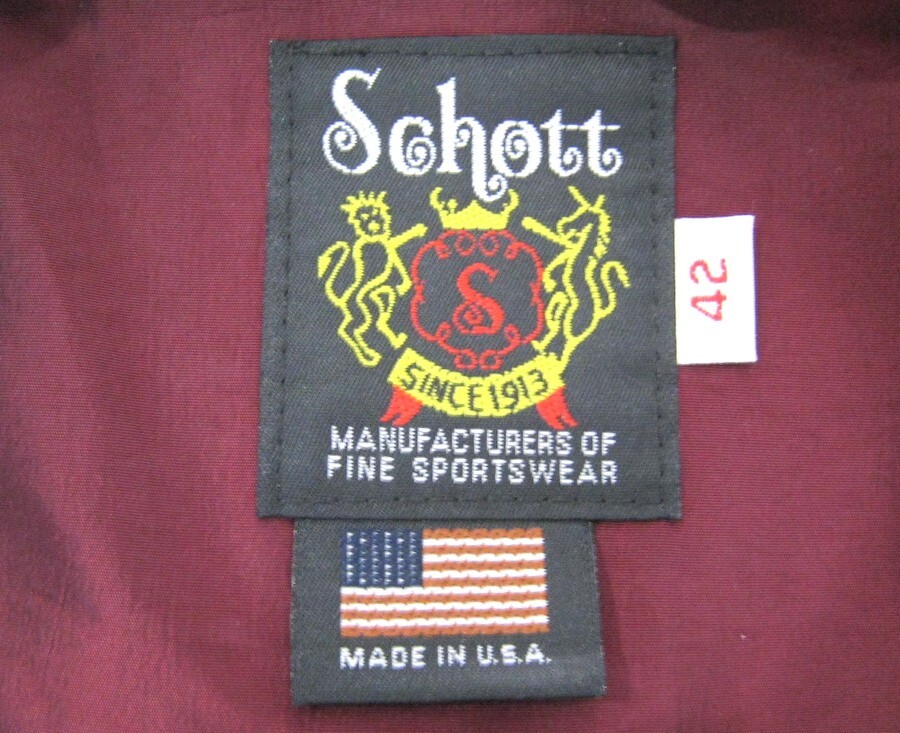 Schott
S
SINCE 1913
MANUFACTURERS OF
FINE SPORTSWEAR
42
MADE IN U.S.A.